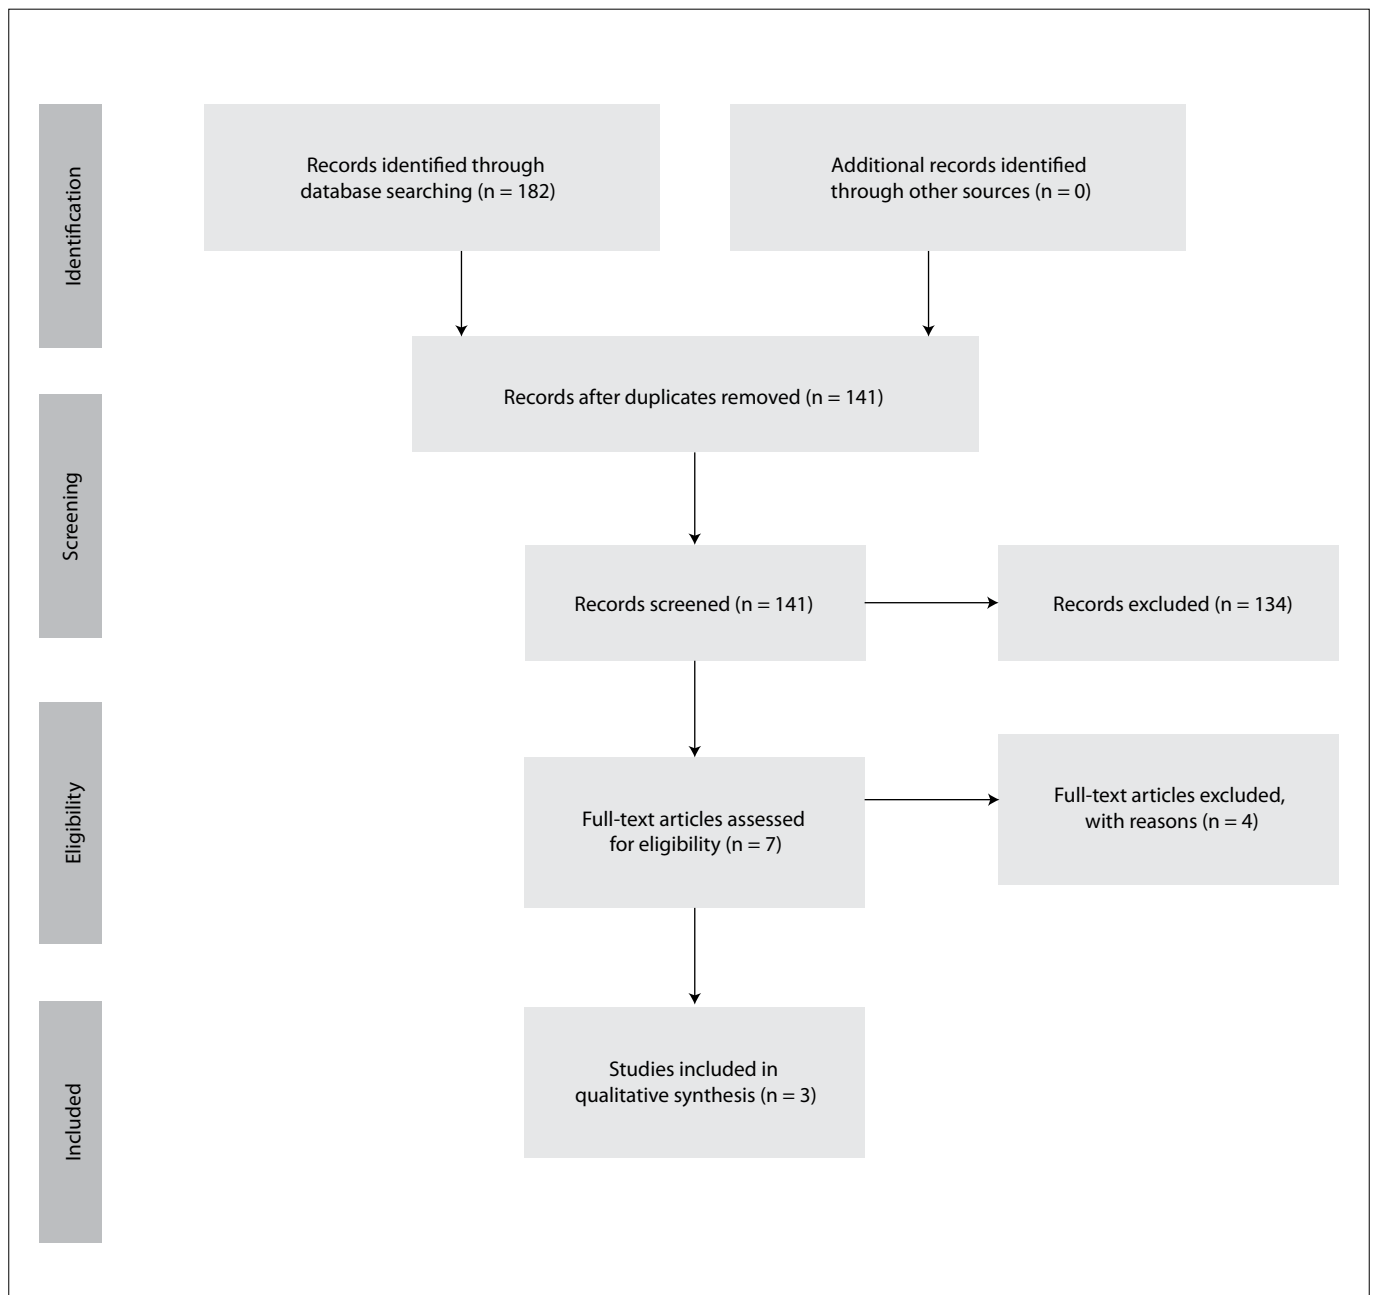 Identification
Records identified through
database searching (n = 182)
Additional records identified
through other sources (n = 0)
Records after duplicates removed (n = 141)
Screening
Records screened (n = 141)
Records excluded (n = 134)
Eligibility
Full-text articles assessed
for eligibility (n = 7)
Full-text articles excluded,
with reasons (n = 4)
Included
Studies included in
qualitative synthesis (n = 3)